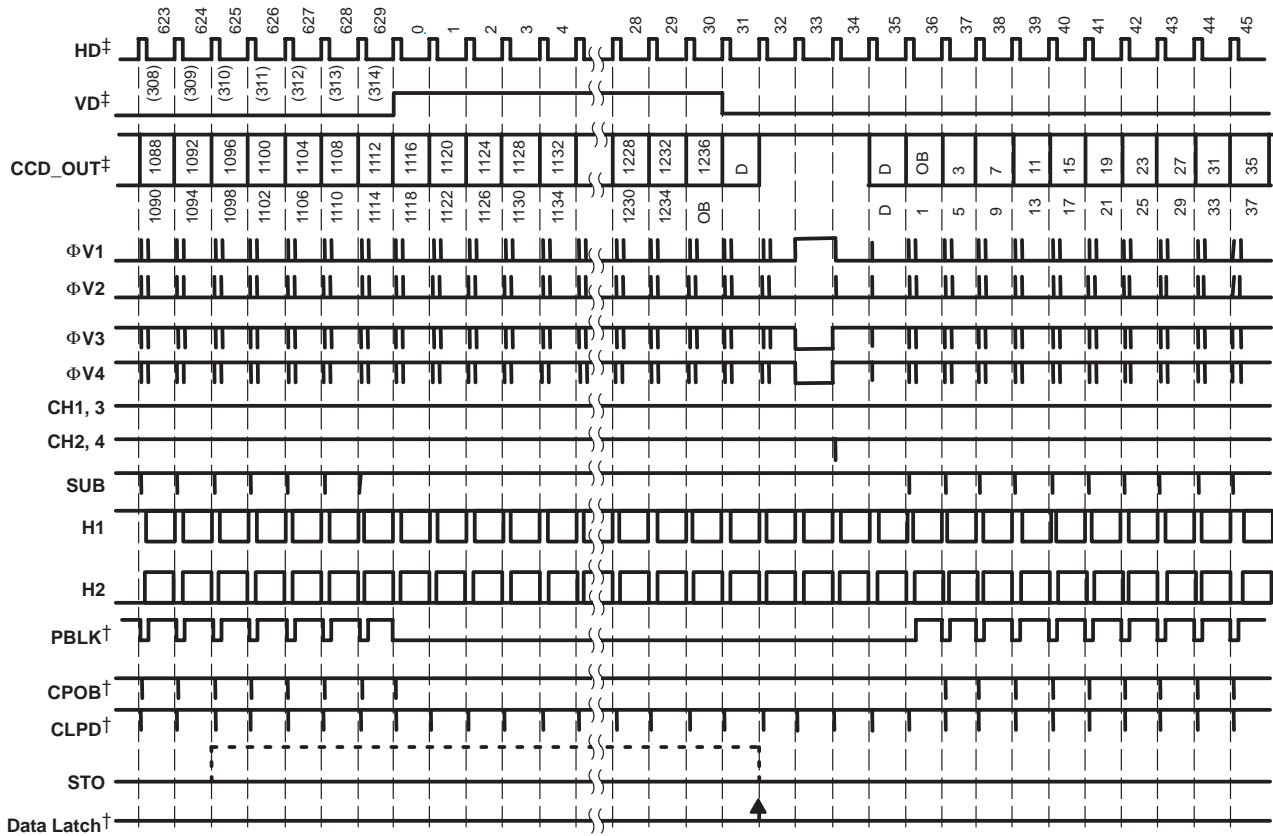 623 624 625 626 627 628 629 0 1 2 3 4 28 29 30 31 32 33 34 35 36 37 38 39 40 41 42 43 44 45
HD‡
(308) (309) (310) (311) (312) (313) (314)
VD‡
CCD_OUT‡
1088 1092 1096 1100 1104 1108 1112 1116 1120 1124 1128 1132 1228 1232 1236 D D OB 3 7 11 15 19 23 27 31 35
1090 1094 1098 1102 1106 1110 1114 1118 1122 1126 1130 1134 1230 1234 OB D 1 5 9 13 17 21 25 29 33 37
ΦV1
ΦV2
ΦV3
ΦV4
CH1, 3
CH2, 4
SUB
H1
H2
PBLK†
CPOB†
CLPD†
STO
Data Latch†